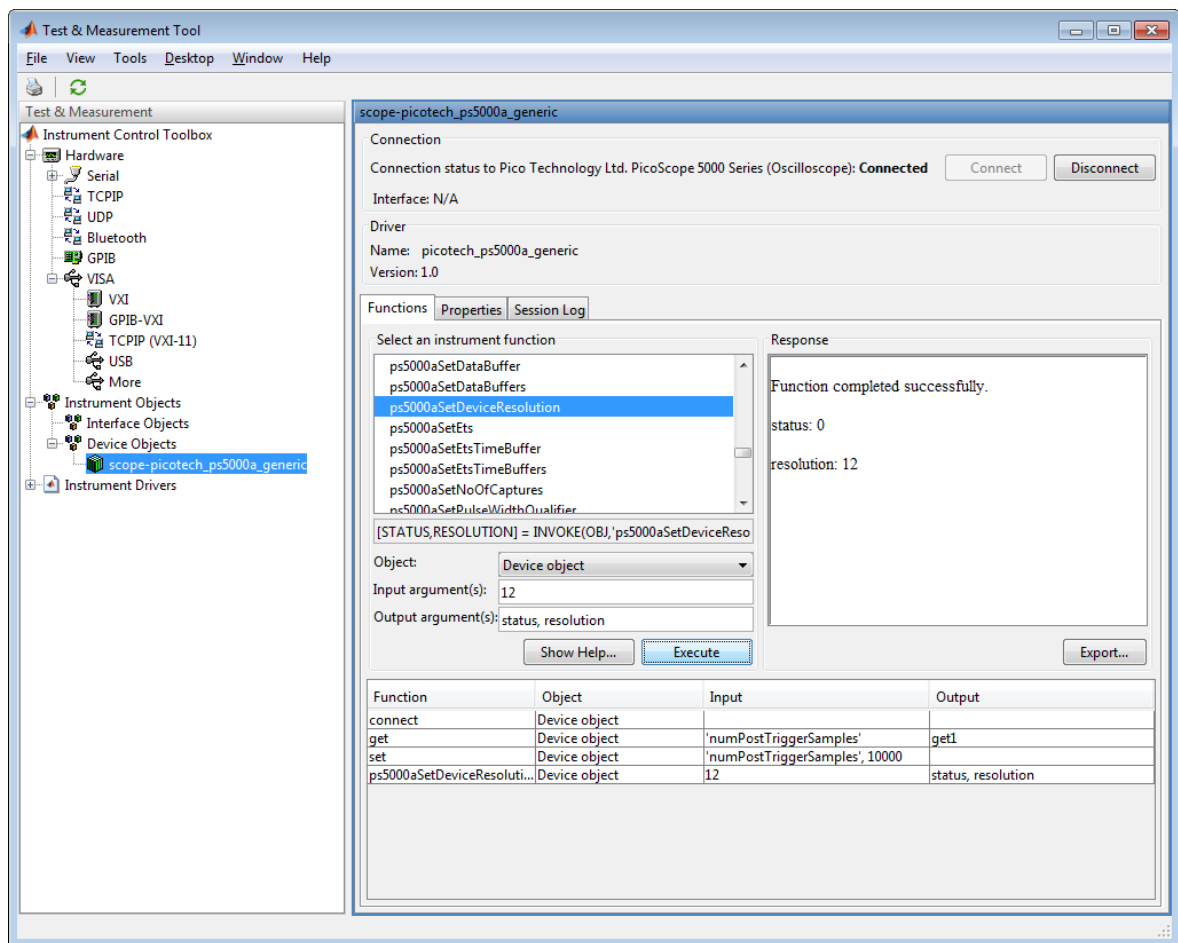 Test & Measurement Tool
File View Tools Desktop Window Help
Test & Measurement
Instrument Control Toolbox
Hardware
Serial
TCPIP
UDP
Bluetooth
GPIB
VISA
VXI
GPIB-VXI
TCPIP (VXI-11)
USB
More
Instrument Objects
Interface Objects
Device Objects
scope-picotech_ps5000a_generic
Instrument Drivers
scope-picotech_ps5000a_generic
Connection
Connection status to Pico Technology Ltd. PicoScope 5000 Series (Oscilloscope): Connected Connect Disconnect
Interface: N/A
Driver
Name: picotech_ps5000a_generic
Version: 1.0
Functions Properties Session Log
Select an instrument function
ps5000aSetDataBuffer
ps5000aSetDataBuffers
ps5000aSetDeviceResolution
ps5000aSetEts
ps5000aSetEtsTimeBuffer
ps5000aSetEtsTimeBuffers
ps5000aSetNoOfCaptures
ps5000aSetPulseWidthQualifier
[STATUS,RESOLUTION] = INVOKE(OBJ,'ps5000aSetDeviceReso
Object: Device object
Input argument(s): 12
Output argument(s): status, resolution
Show Help... Execute
Response
Function completed successfully.
status: 0
resolution: 12
Export...
Function Object Input Output
connect Device object
get Device object 'numPostTriggerSamples' get1
set Device object 'numPostTriggerSamples', 10000
ps5000aSetDeviceResoluti... Device object 12 status, resolution